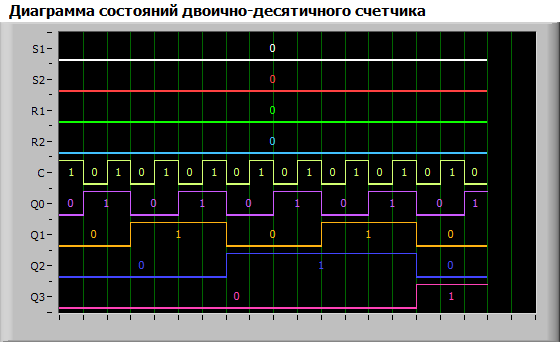 Диаграмма состояний двоично-десятичного счетчика
S1 0
S2 0
R1 0
R2 0
C 1 0 1 0 1 0 1 0 1 0 1 0 1 0 1 0 1 0
Q0 0 1 0 1 0 1 0 1 0 1
Q1 0 1 0 1 0
Q2 0 1 0
Q3 0 1